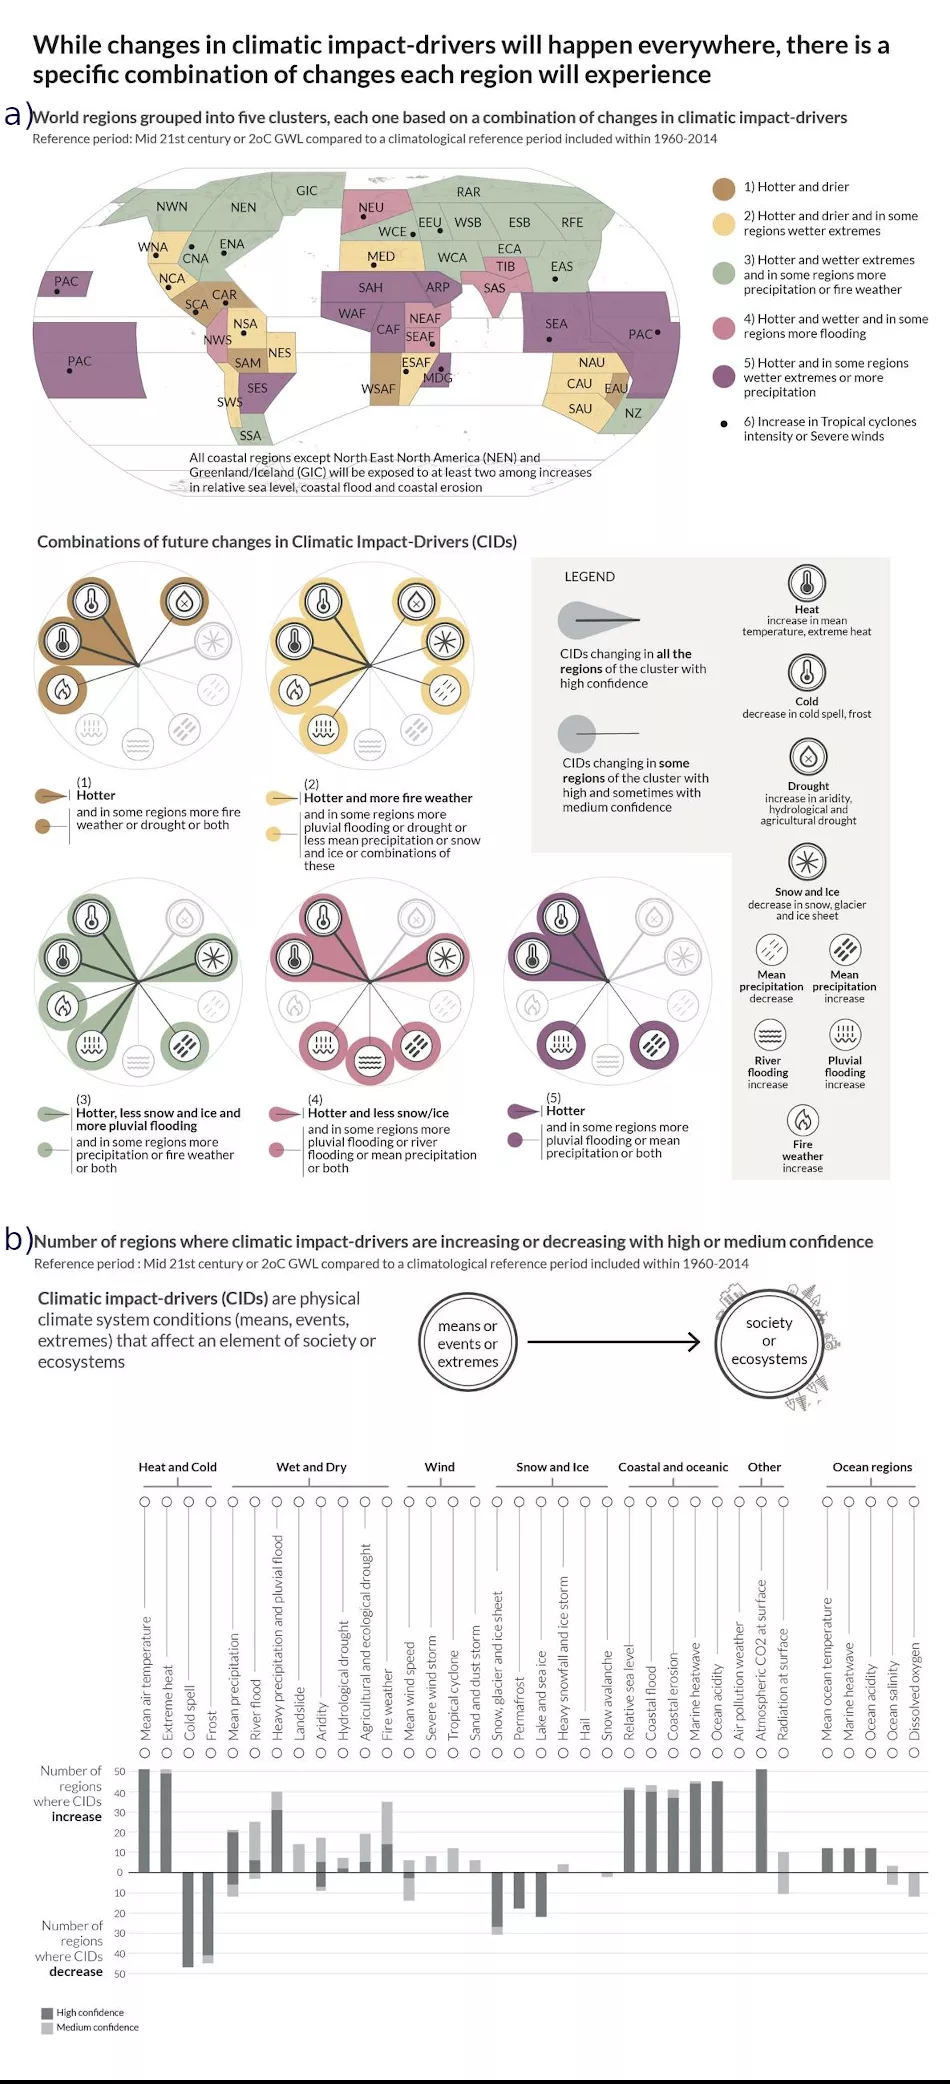 While changes in climatic impact-drivers will happen everywhere, there is a
specific combination of changes each region will experience
a)
World regions grouped into five clusters, each one based on a combination of changes in climatic impact-drivers
Reference period: Mid 21st century or 2oC GWL compared to a climatological reference period included within 1960-2014
GIC
RAR
NWN
NEN
NEU
EEU
WSB
ESB
RFE
WCE
WNA
CNA
ENA
MED
WCA
ECA
TIB
EAS
PAC
NCA
SCA
CAR
SAH
ARP
SAS
WAF
CAF
NEAF
SEAF
SEA
PAC
PAC
NWS
NSA
NES
SAM
SES
SWS
SSA
WSAF
ESAF
MDG
NAU
CAU
EAU
SAU
NZ
1) Hotter and drier
2) Hotter and drier and in some
regions wetter extremes
3) Hotter and wetter extremes
and in some regions more
precipitation or fire weather
4) Hotter and wetter and in some
regions more flooding
5) Hotter and in some regions
wetter extremes or more
precipitation
6) Increase in Tropical cyclones
intensity or Severe winds
All coastal regions except North East North America (NEN) and
Greenland/Iceland (GIC) will be exposed to at least two among increases
in relative sea level, coastal flood and coastal erosion
Combinations of future changes in Climatic Impact-Drivers (CIDs)
(1)
Hotter
and in some regions more fire
weather or drought or both
(2)
Hotter and more fire weather
and in some regions more
pluvial flooding or drought or
less mean precipitation or snow
and ice or combinations of
these
(3)
Hotter, less snow and ice and
more pluvial flooding
and in some regions more
precipitation or fire weather
or both
(4)
Hotter and less snow/ice
and in some regions more
pluvial flooding or river
flooding or mean precipitation
or both
(5)
Hotter
and in some regions more
pluvial flooding or mean
precipitation or both
LEGEND
CIDs changing in all the
regions of the cluster with
high confidence
CIDs changing in some
regions of the cluster with
high and sometimes with
medium confidence
Heat
increase in mean
temperature, extreme heat
Cold
decrease in cold spell, frost
Drought
increase in aridity,
hydrological and
agricultural drought
Snow and Ice
decrease in snow, glacier
and ice sheet
Mean
precipitation
decrease
Mean
precipitation
increase
River
flooding
increase
Pluvial
flooding
increase
Fire
weather
increase
b)
Number of regions where climatic impact-drivers are increasing or decreasing with high or medium confidence
Reference period : Mid 21st century or 2oC GWL compared to a climatological reference period included within 1960-2014
Climatic impact-drivers (CIDs) are physical
climate system conditions (means, events,
extremes) that affect an element of society or
ecosystems
means or
events or
extremes
society
or
ecosystems
Heat and Cold
Wet and Dry
Wind
Snow and Ice
Coastal and oceanic
Other
Ocean regions
Mean air temperature
Extreme heat
Cold spell
Frost
Mean precipitation
River flood
Heavy precipitation and pluvial flood
Landslide
Aridity
Hydrological drought
Agricultural and ecological drought
Fire weather
Mean wind speed
Severe wind storm
Tropical cyclone
Sand and dust storm
Snow, glacier and ice sheet
Permafrost
Lake and sea ice
Heavy snowfall and ice storm
Hail
Snow avalanche
Relative sea level
Coastal flood
Coastal erosion
Marine heatwave
Ocean acidity
Air pollution weather
Atmospheric CO2 at surface
Radiation at surface
Mean ocean temperature
Marine heatwave
Ocean acidity
Ocean salinity
Dissolved oxygen
Number of
regions
where CIDs
increase
50
40
30
20
10
0
10
20
30
40
50
Number of
regions
where CIDs
decrease
High confidence
Medium confidence